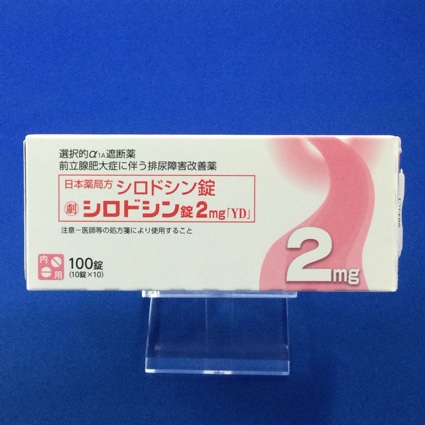 選択的α1A遮断薬
前立腺肥大症に伴う排尿障害改善薬
日本薬局方 シロドシン錠
劇 シロドシン錠2mg「YD」
注意－医師等の処方箋により使用すること
2mg
内用
100錠
(10錠×10)